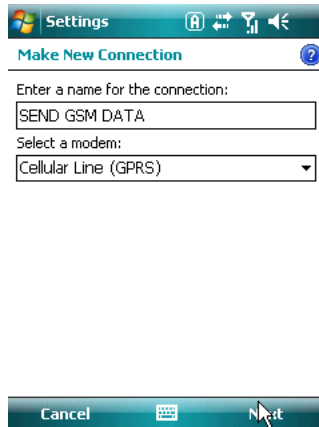 Settings
Make New Connection
Enter a name for the connection:
SEND GSM DATA
Select a modem:
Cellular Line (GPRS)
Cancel Next